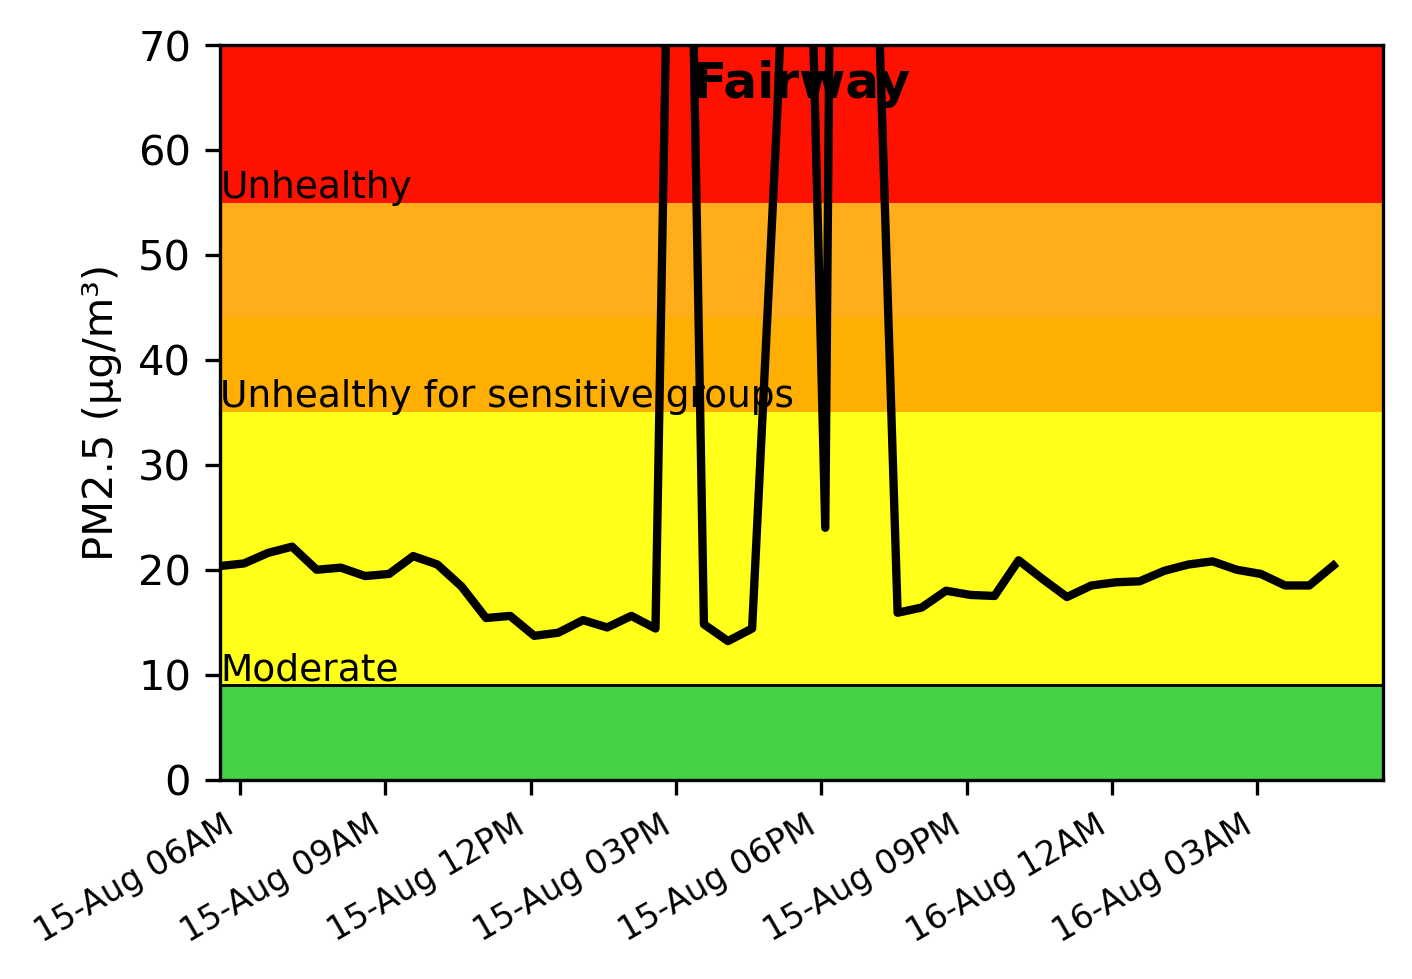 Fairway
70
60
50
40
30
20
10
0
PM2.5 (µg/m³)
Unhealthy
Unhealthy for sensitive groups
Moderate
15-Aug 06AM
15-Aug 09AM
15-Aug 12PM
15-Aug 03PM
15-Aug 06PM
15-Aug 09PM
16-Aug 12AM
16-Aug 03AM